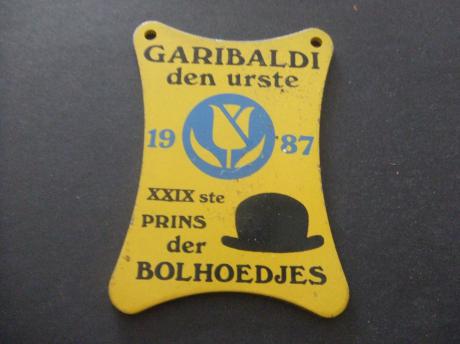 GARIBALDI
den urste
19 87
XXIX ste
PRINS
der
BOLHOEDJES